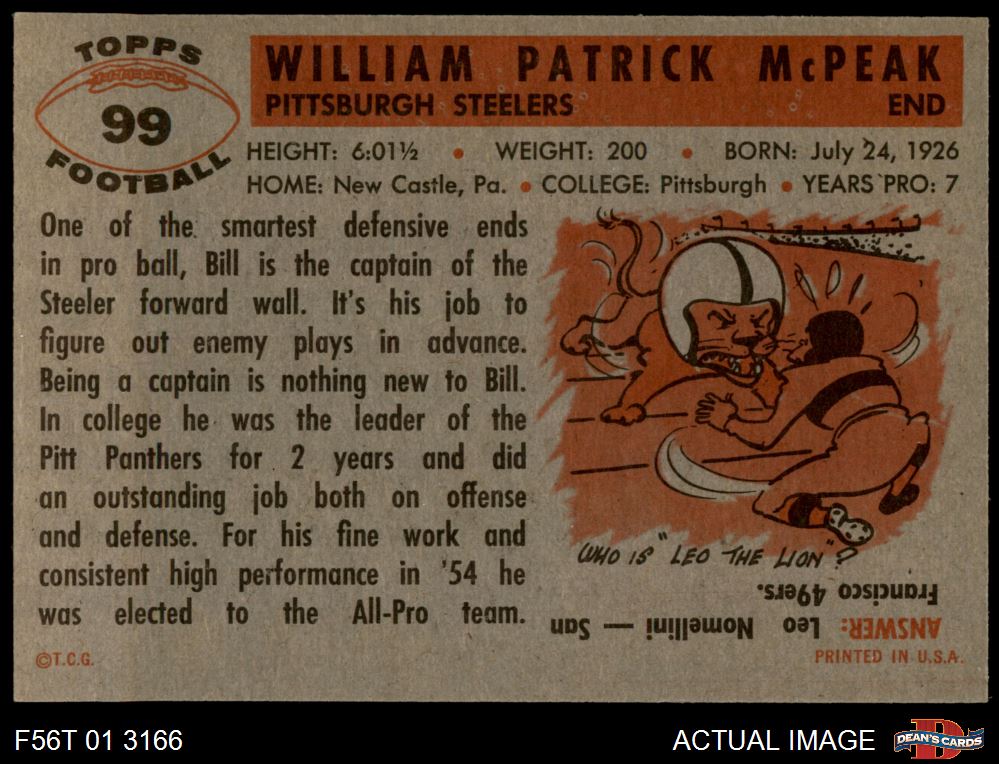 TOPPS
99
FOOTBALL
WILLIAM PATRICK McPEAK
PITTSBURGH STEELERS END
HEIGHT: 6:01½ • WEIGHT: 200 • BORN: July 24, 1926
HOME: New Castle, Pa. • COLLEGE: Pittsburgh • YEARS PRO: 7
One of the smartest defensive ends
in pro ball, Bill is the captain of the
Steeler forward wall. It's his job to
figure out enemy plays in advance.
Being a captain is nothing new to Bill.
In college he was the leader of the
Pitt Panthers for 2 years and did
an outstanding job both on offense
and defense. For his fine work and
consistent high performance in '54 he
was elected to the All-Pro team.
WHO IS "LEO THE LION"?
ANSWER: Leo Nomellini — San
Francisco 49ers.
©T.C.G.
PRINTED IN U.S.A.
F56T 01 3166
ACTUAL IMAGE
D
DEAN'S CARDS